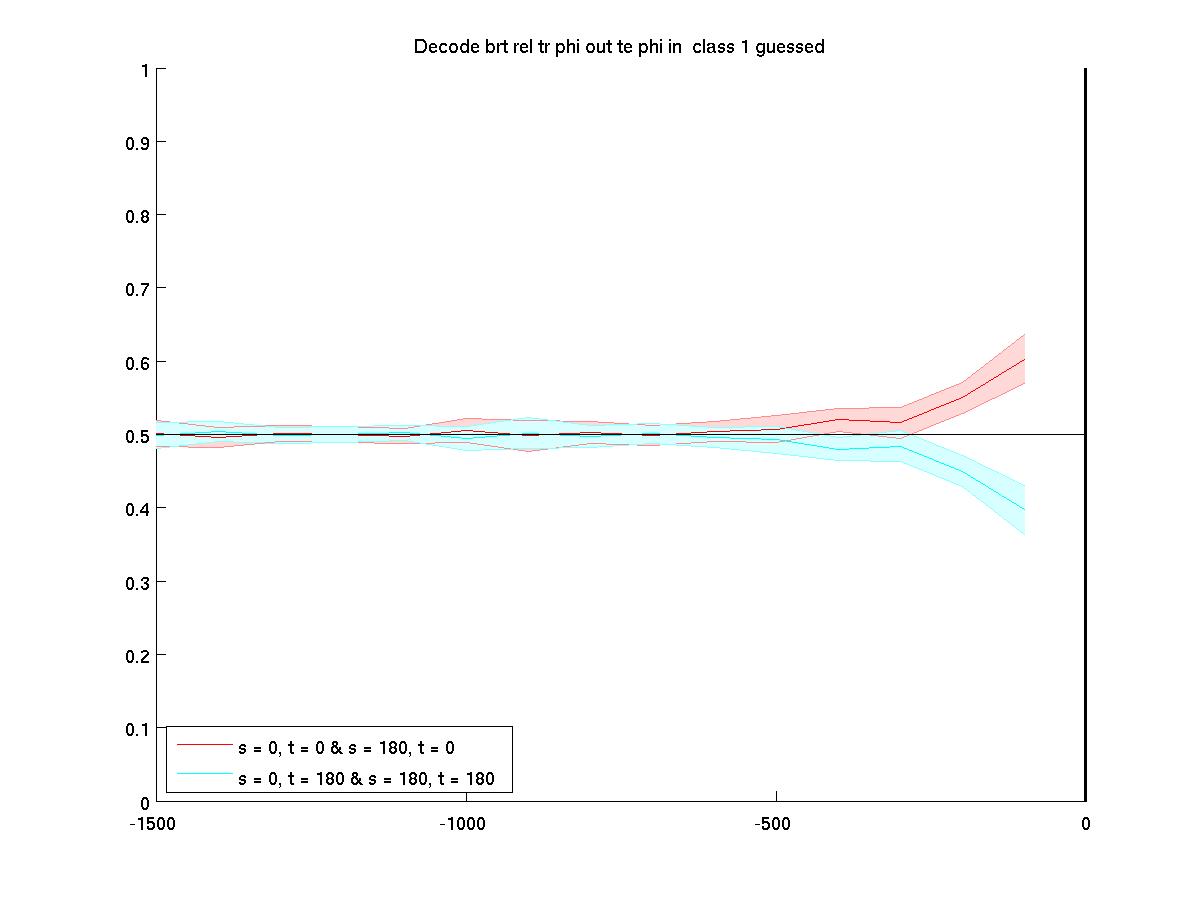 Decode brt rel tr phi out te phi in  class 1 guessed
1
0.9
0.8
0.7
0.6
0.5
0.4
0.3
0.2
0.1
0
s = 0, t = 0 & s = 180, t = 0
s = 0, t = 180 & s = 180, t = 180
-1500 -1000 -500 0